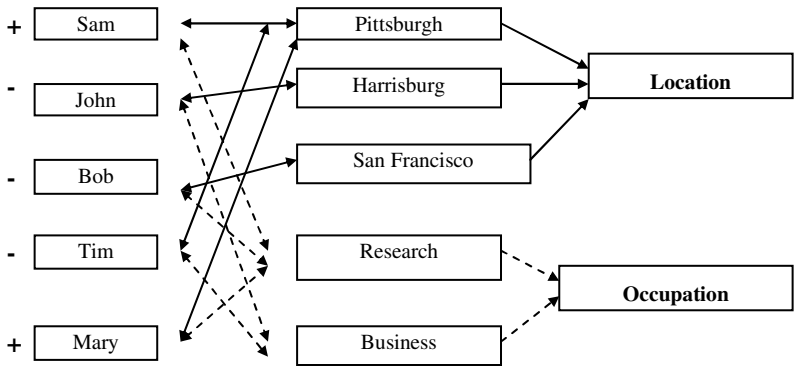 + Sam
- John
- Bob
- Tim
+ Mary
Pittsburgh
Harrisburg
San Francisco
Research
Business
Location
Occupation